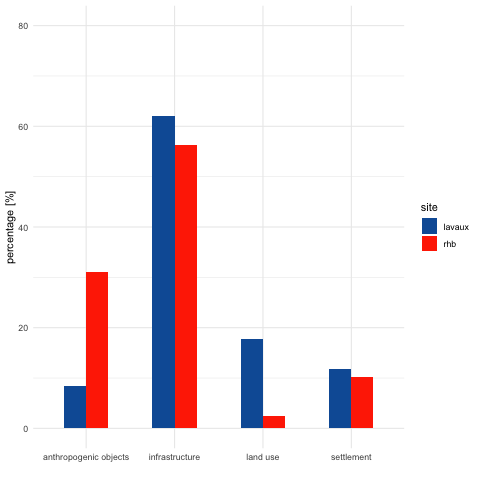 80
60
40
20
0
percentage [%]
anthropogenic objects infrastructure land use settlement
site
lavaux
rhb